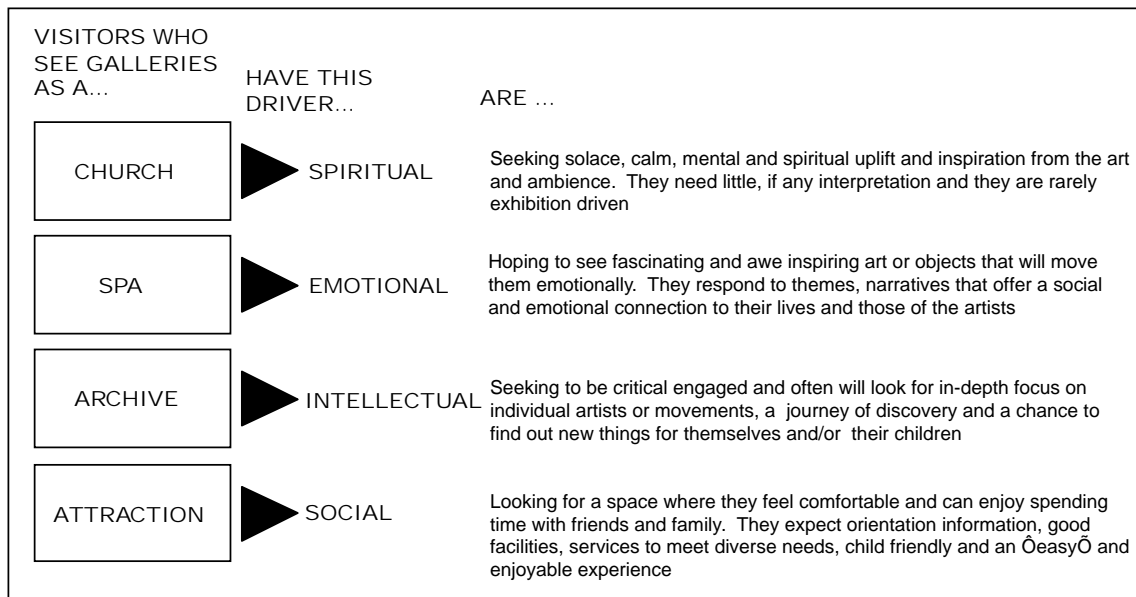 VISITORS WHO
SEE GALLERIES
AS A...
HAVE THIS
DRIVER...
ARE ...
CHURCH
SPIRITUAL
Seeking solace, calm, mental and spiritual uplift and inspiration from the art
and ambience. They need little, if any interpretation and they are rarely
exhibition driven
SPA
EMOTIONAL
Hoping to see fascinating and awe inspiring art or objects that will move
them emotionally. They respond to themes, narratives that offer a social
and emotional connection to their lives and those of the artists
ARCHIVE
INTELLECTUAL
Seeking to be critical engaged and often will look for in-depth focus on
individual artists or movements, a journey of discovery and a chance to
find out new things for themselves and/or their children
ATTRACTION
SOCIAL
Looking for a space where they feel comfortable and can enjoy spending
time with friends and family. They expect orientation information, good
facilities, services to meet diverse needs, child friendly and an ÔeasyÕ and
enjoyable experience